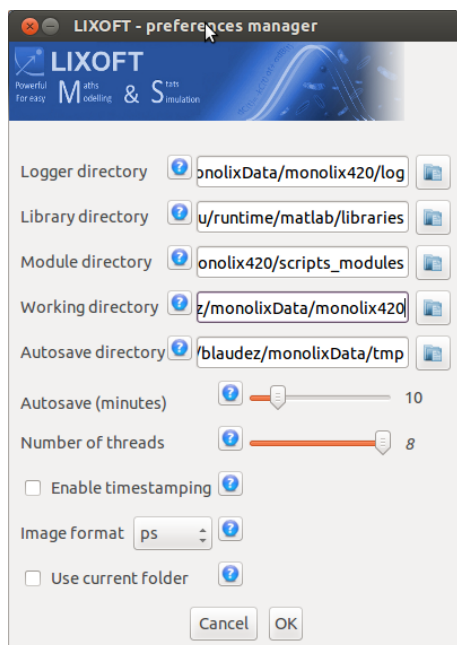 LIXOFT - preferences manager
LIXOFT
Powerful Maths Stats
For easy Modelling & Simulation
Logger directory ? onolixData/monolix420/log
Library directory ? u/runtime/matlab/libraries
Module directory ? onolix420/scripts_modules
Working directory ? z/monolixData/monolix420
Autosave directory ? /blaudez/monolixData/tmp
Autosave (minutes) ? 10
Number of threads ? 8
Enable timestamping ?
Image format ps ?
Use current folder ?
Cancel OK